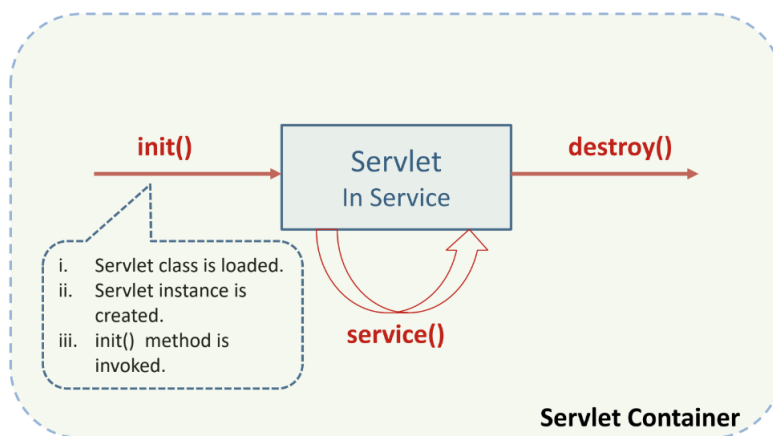 init()
Servlet
In Service
destroy()
i. Servlet class is loaded.
ii. Servlet instance is
created.
iii. init() method is
invoked.
service()
Servlet Container